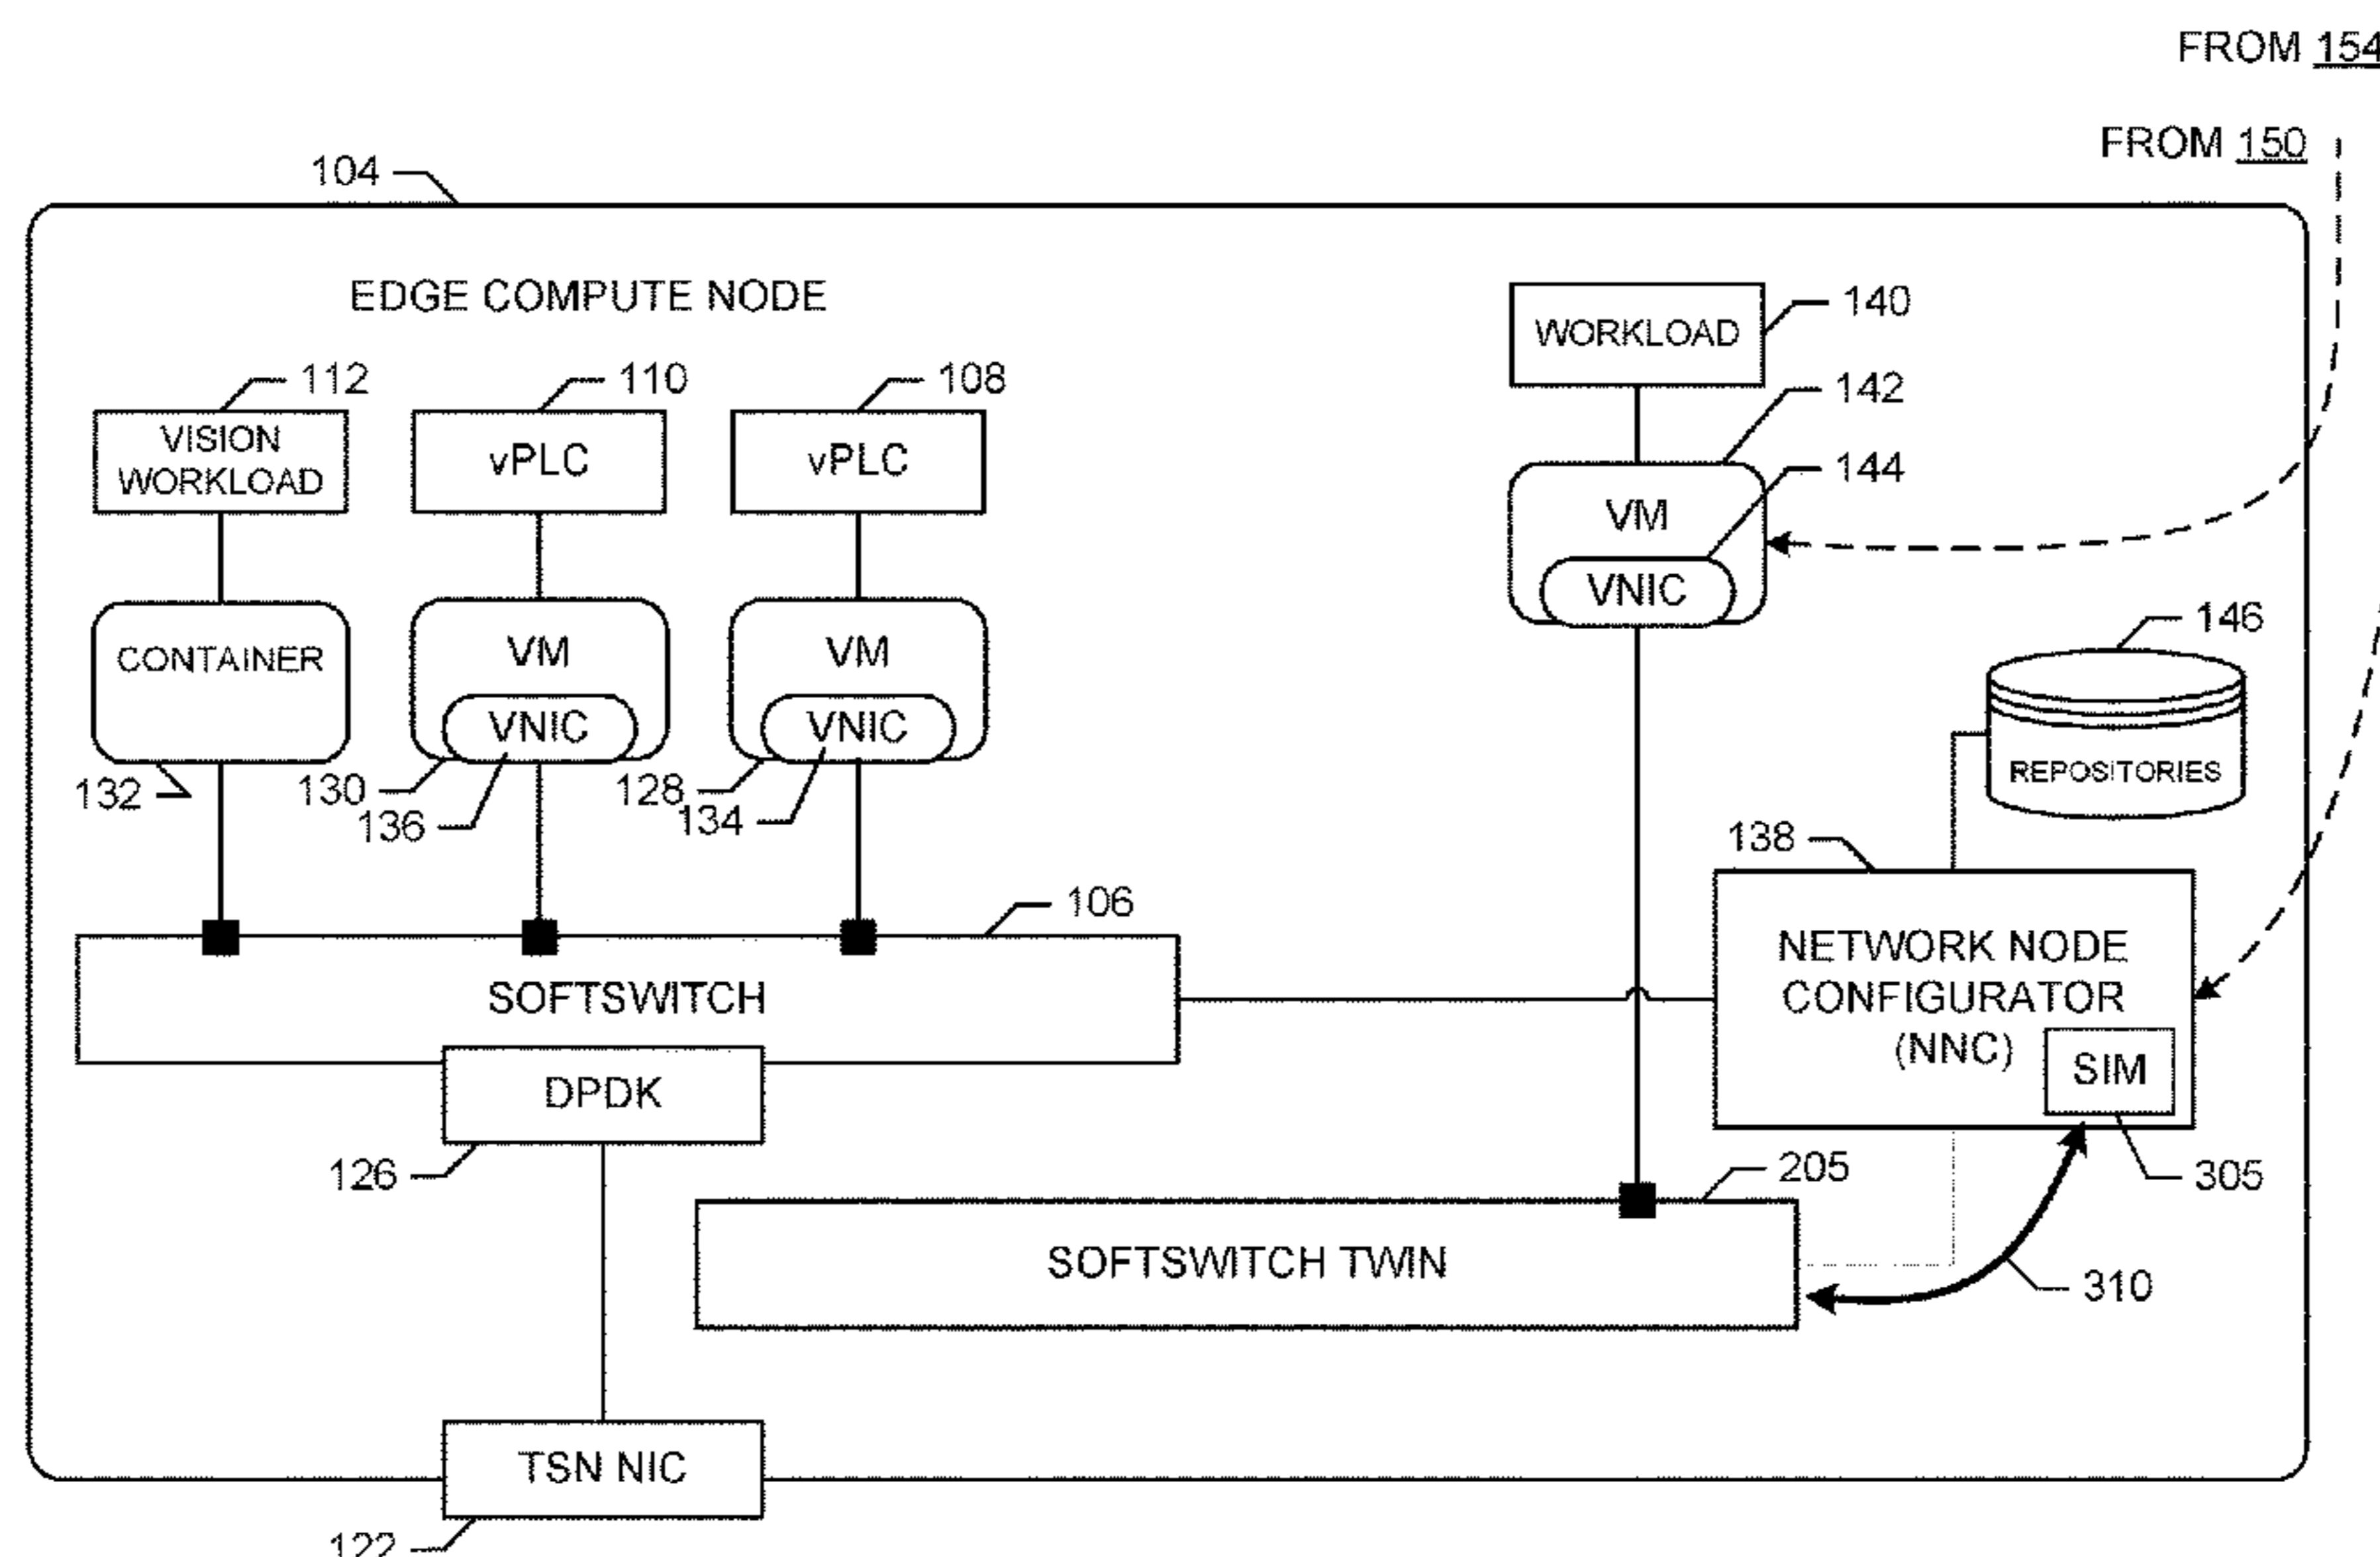 FROM 154
FROM 150
104
EDGE COMPUTE NODE
WORKLOAD
140
112
110
108
142
VISION
WORKLOAD
vPLC
vPLC
144
VM
VNIC
CONTAINER
VM
VM
146
VNIC
VNIC
REPOSITORIES
132
130
128
136
134
138
106
NETWORK NODE
CONFIGURATOR
(NNC)
SOFTSWITCH
SIM
DPDK
126
205
305
SOFTSWITCH TWIN
310
TSN NIC
122